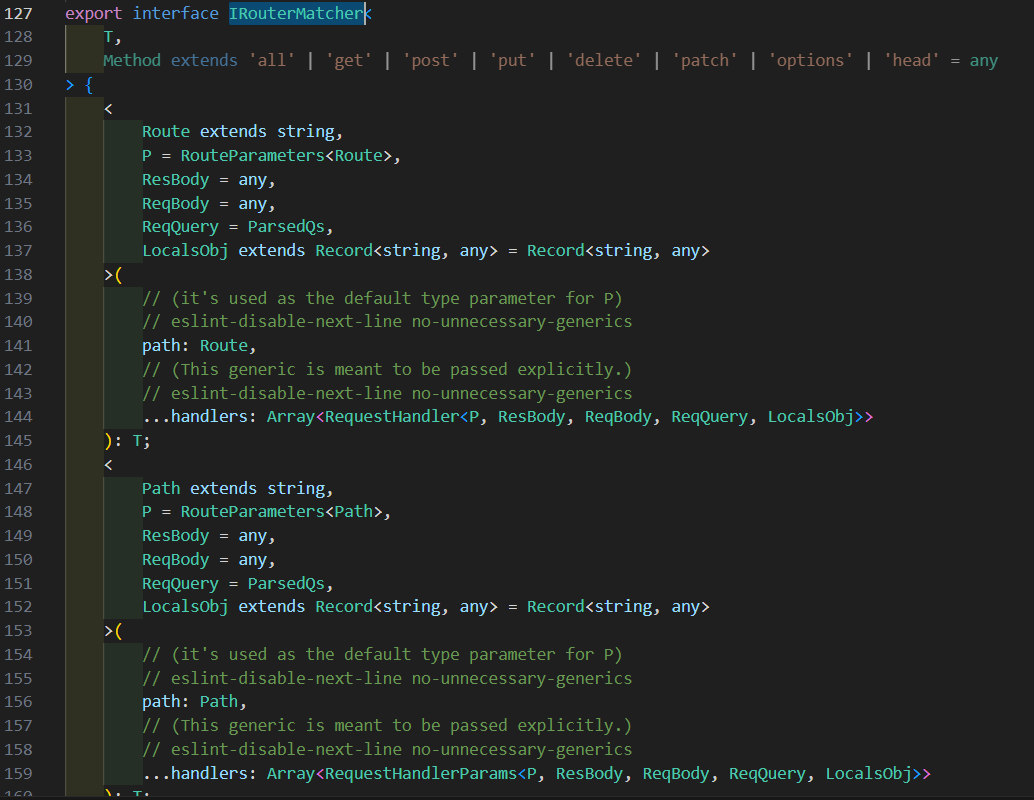 127 export interface IRouterMatcher<
128 T,
129 Method extends 'all' | 'get' | 'post' | 'put' | 'delete' | 'patch' | 'options' | 'head' = any
130 > {
131 <
132 Route extends string,
133 P = RouteParameters<Route>,
134 ResBody = any,
135 ReqBody = any,
136 ReqQuery = ParsedQs,
137 LocalsObj extends Record<string, any> = Record<string, any>
138 >(
139 // (it's used as the default type parameter for P)
140 // eslint-disable-next-line no-unnecessary-generics
141 path: Route,
142 // (This generic is meant to be passed explicitly.)
143 // eslint-disable-next-line no-unnecessary-generics
144 ...handlers: Array<RequestHandler<P, ResBody, ReqBody, ReqQuery, LocalsObj>>
145 ): T;
146 <
147 Path extends string,
148 P = RouteParameters<Path>,
149 ResBody = any,
150 ReqBody = any,
151 ReqQuery = ParsedQs,
152 LocalsObj extends Record<string, any> = Record<string, any>
153 >(
154 // (it's used as the default type parameter for P)
155 // eslint-disable-next-line no-unnecessary-generics
156 path: Path,
157 // (This generic is meant to be passed explicitly.)
158 // eslint-disable-next-line no-unnecessary-generics
159 ...handlers: Array<RequestHandlerParams<P, ResBody, ReqBody, ReqQuery, LocalsObj>>
160 ): T;